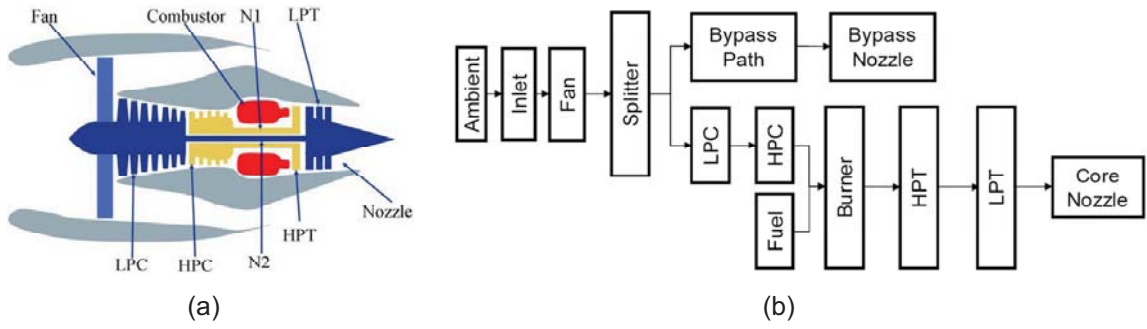 Fan
Combustor
N1
LPT
LPC
HPC
N2
HPT
Nozzle
(a)
Ambient
Inlet
Fan
Splitter
Bypass
Path
Bypass
Nozzle
LPC
HPC
Fuel
Burner
HPT
LPT
Core
Nozzle
(b)